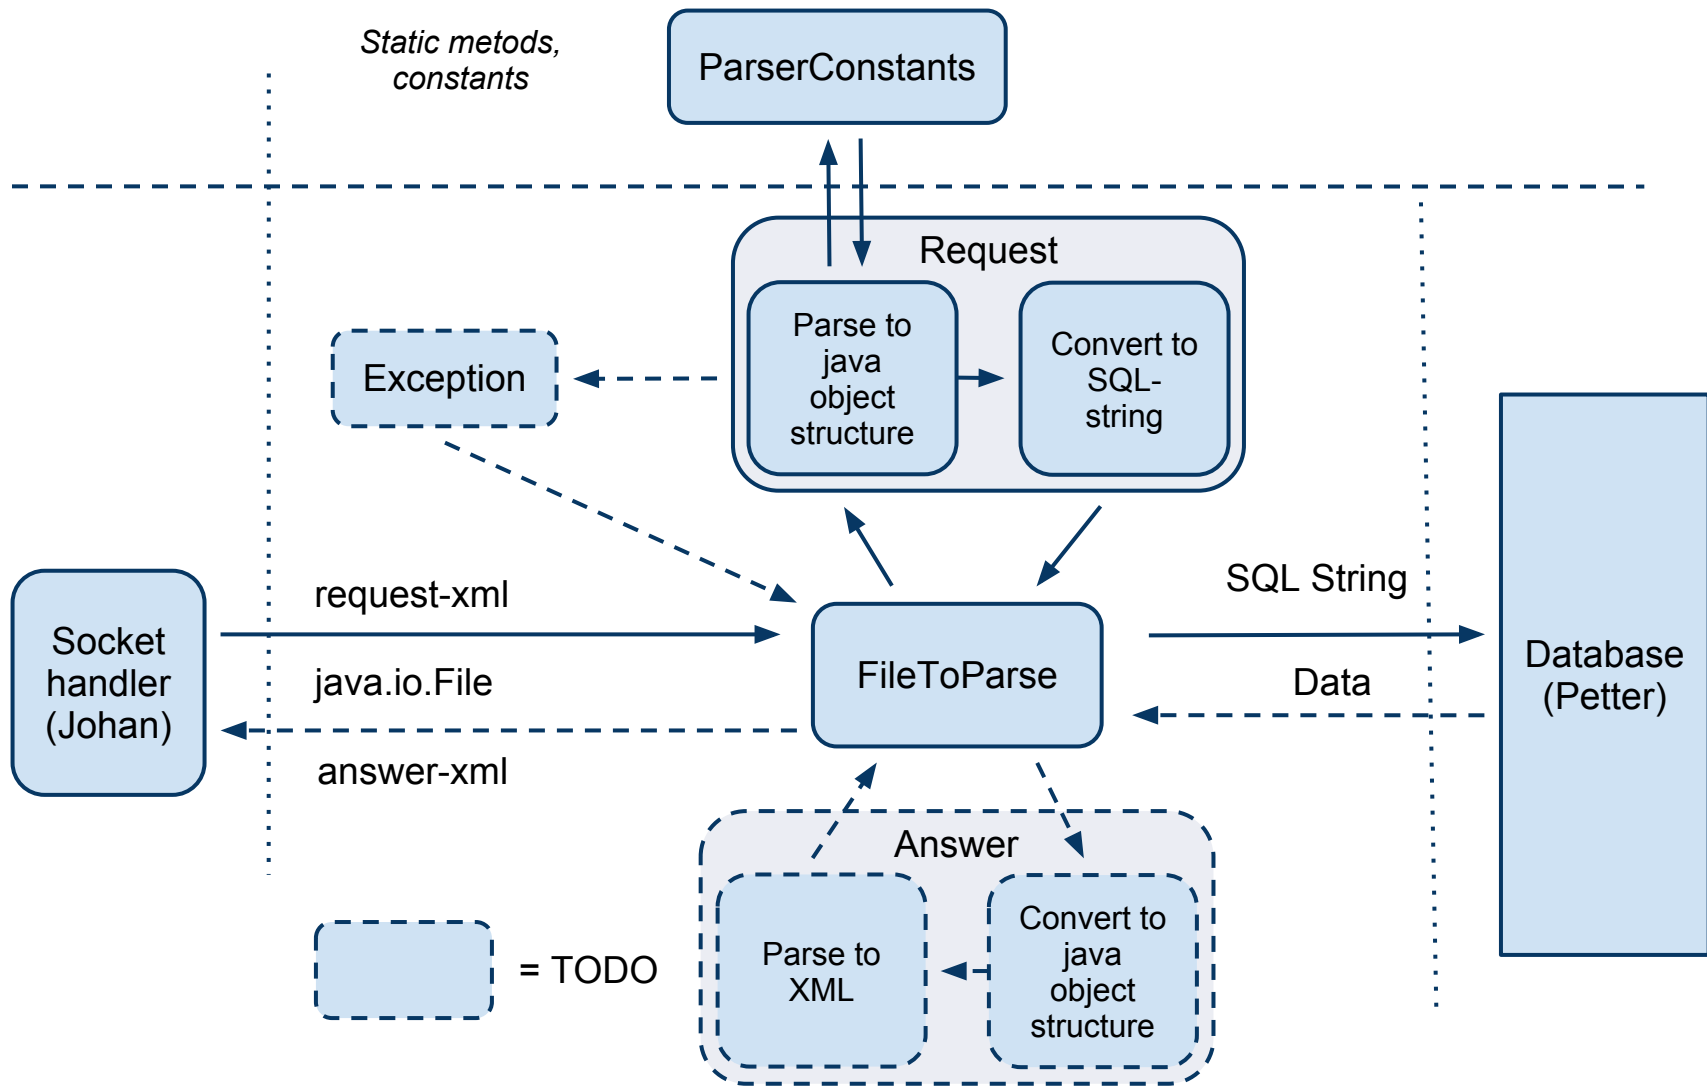 Static metods,
constants
ParserConstants
Request
Parse to
java
object
structure
Convert to
SQL-
string
Exception
request-xml
java.io.File
answer-xml
Socket
handler
(Johan)
FileToParse
SQL String
Data
Database
(Petter)
Answer
Parse to
XML
Convert to
java
object
structure
= TODO